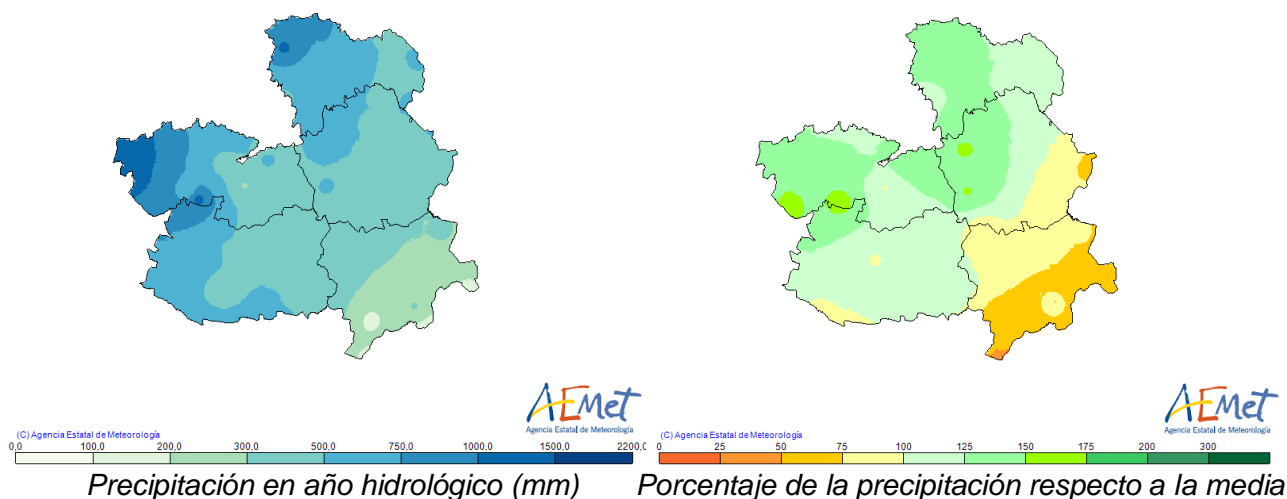 AEMet
Agencia Estatal de Meteorología
(C) Agencia Estatal de Meteorología
0,0 100,0 200,0 300,0 500,0 750,0 1000,0 1500,0 2200,0
Precipitación en año hidrológico (mm)
AEMet
Agencia Estatal de Meteorología
(C) Agencia Estatal de Meteorología
0 25 50 75 100 125 150 175 200 300
Porcentaje de la precipitación respecto a la media